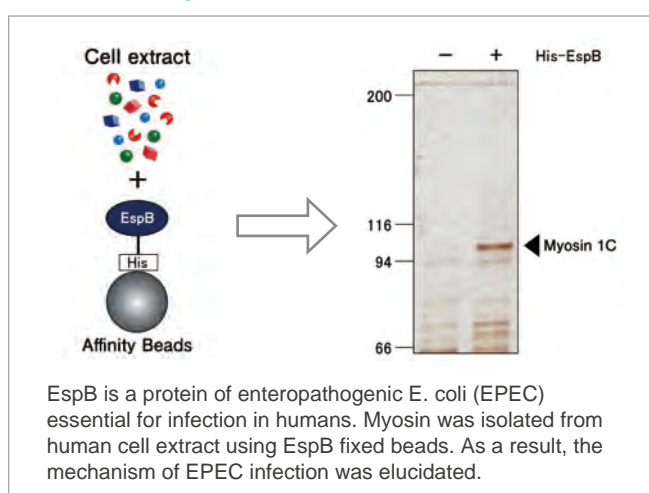 Cell extract
+
EspB
His
Affinity Beads
− + His-EspB
200
116
94
66
Myosin 1C
EspB is a protein of enteropathogenic E. coli (EPEC)
essential for infection in humans. Myosin was isolated from
human cell extract using EspB fixed beads. As a result, the
mechanism of EPEC infection was elucidated.